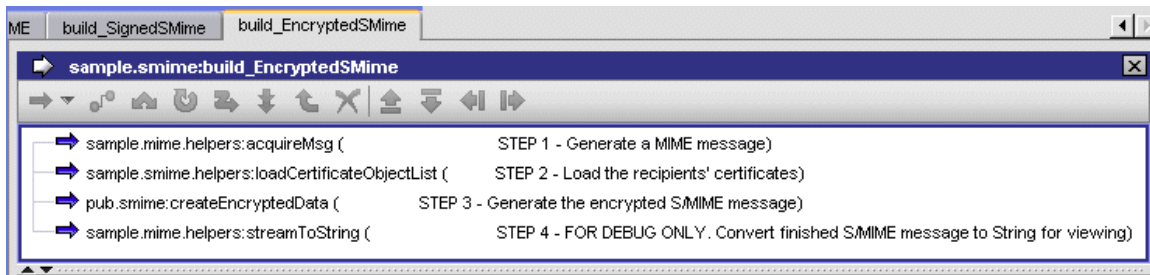 ME build_SignedSMime build_EncryptedSMime
sample.smime:build_EncryptedSMime
sample.mime.helpers:acquireMsg ( STEP 1 - Generate a MIME message)
sample.smime.helpers:loadCertificateObjectList ( STEP 2 - Load the recipients' certificates)
pub.smime:createEncryptedData ( STEP 3 - Generate the encrypted S/MIME message)
sample.mime.helpers:streamToString ( STEP 4 - FOR DEBUG ONLY. Convert finished S/MIME message to String for viewing)